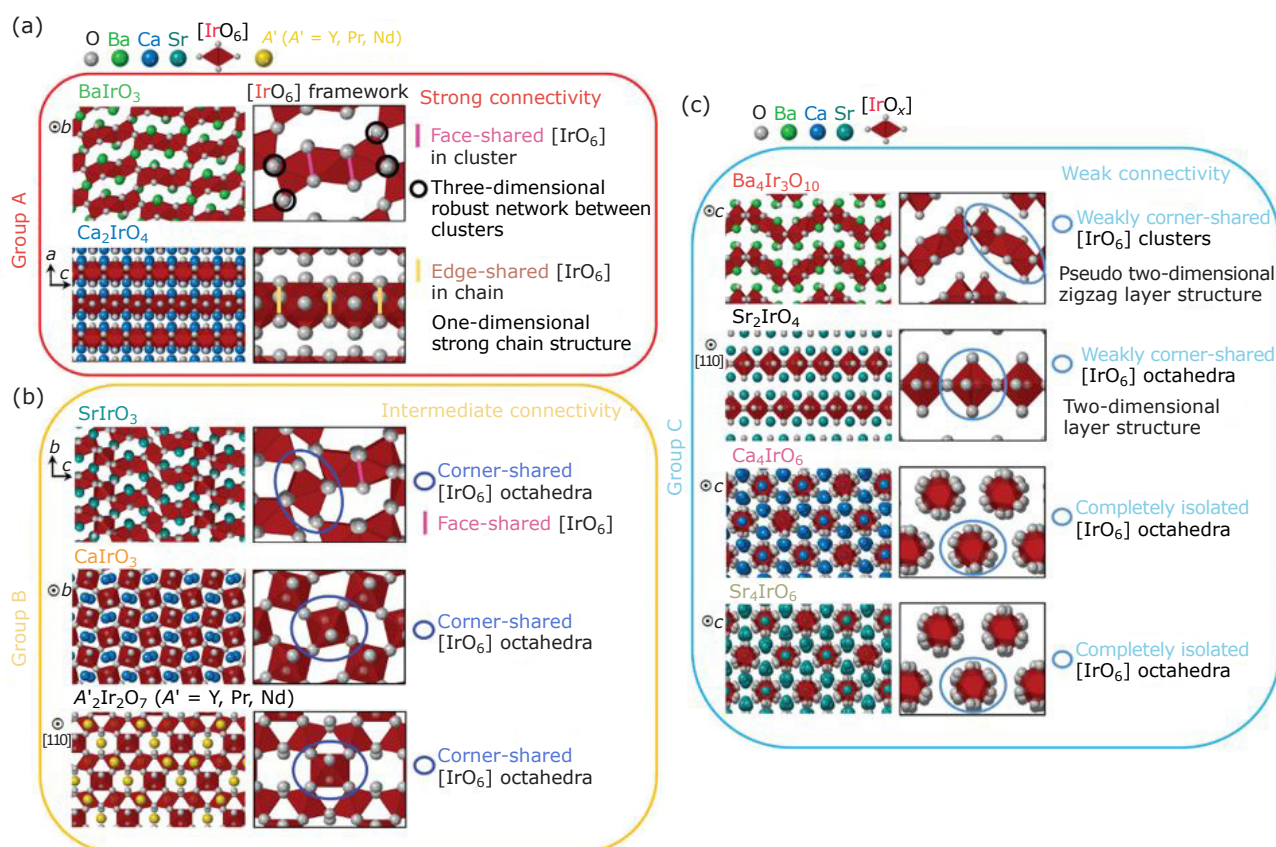 (a)
[IrO₆]
O Ba Ca Sr A' (A' = Y, Pr, Nd)
Group A
BaIrO₃
[IrO₆] framework
Strong connectivity
b
Face-shared [IrO₆]
in cluster
Three-dimensional
robust network between
clusters
Ca₂IrO₄
a
c
Edge-shared [IrO₆]
in chain
One-dimensional
strong chain structure
(b)
Group B
SrIrO₃
Intermediate connectivity
b
c
Corner-shared
[IrO₆] octahedra
Face-shared [IrO₆]
CaIrO₃
b
Corner-shared
[IrO₆] octahedra
A'₂Ir₂O₇ (A' = Y, Pr, Nd)
[110]
Corner-shared
[IrO₆] octahedra
(c)
O Ba Ca Sr [IrOₓ]
Group C
Ba₄Ir₃O₁₀
Weak connectivity
c
Weakly corner-shared
[IrO₆] clusters
Pseudo two-dimensional
zigzag layer structure
Sr₂IrO₄
[110]
Weakly corner-shared
[IrO₆] octahedra
Two-dimensional
layer structure
Ca₄IrO₆
c
Completely isolated
[IrO₆] octahedra
Sr₄IrO₆
c
Completely isolated
[IrO₆] octahedra